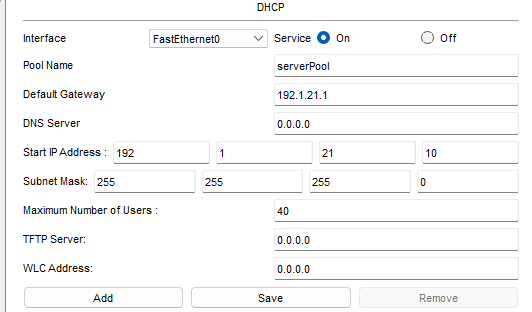 DHCP
Interface FastEthernet0 Service On Off
Pool Name serverPool
Default Gateway 192.1.21.1
DNS Server 0.0.0.0
Start IP Address : 192 1 21 10
Subnet Mask: 255 255 255 0
Maximum Number of Users : 40
TFTP Server: 0.0.0.0
WLC Address: 0.0.0.0
Add Save Remove